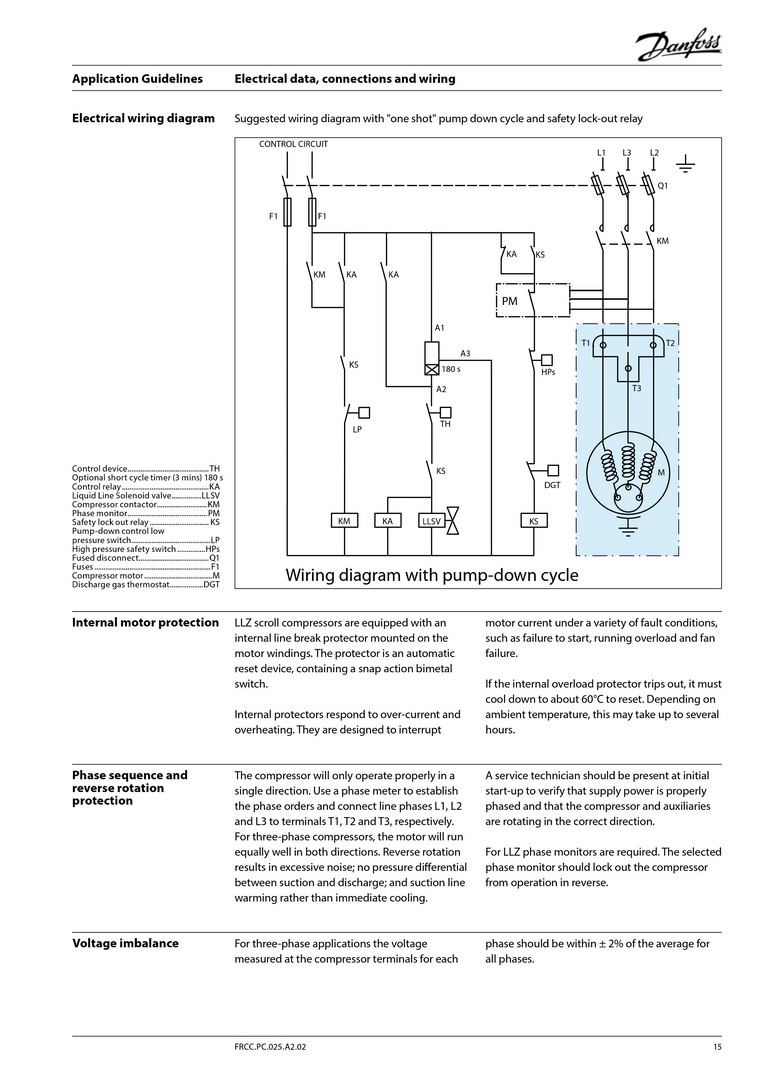 Danfoss
Application Guidelines
Electrical data, connections and wiring
Electrical wiring diagram
Suggested wiring diagram with "one shot" pump down cycle and safety lock-out relay
CONTROL CIRCUIT
L1 L3 L2
Q1
F1 F1
KM
KM KA KA KA KS
PM
A1
T1 T2
KS
A3
180 s
HPs
A2
T3
LP
TH
KS
DGT
M
KM KA LLSV KS
Wiring diagram with pump-down cycle
Control device.......................................TH
Optional short cycle timer (3 mins) 180 s
Control relay..........................................KA
Liquid Line Solenoid valve..............LLSV
Compressor contactor........................KM
Phase monitor......................................PM
Safety lock out relay............................ KS
Pump-down control low
pressure switch......................................LP
High pressure safety switch.............HPs
Fused disconnect..................................Q1
Fuses........................................................F1
Compressor motor.................................M
Discharge gas thermostat................DGT
Internal motor protection
LLZ scroll compressors are equipped with an
internal line break protector mounted on the
motor windings. The protector is an automatic
reset device, containing a snap action bimetal
switch.
Internal protectors respond to over-current and
overheating. They are designed to interrupt
motor current under a variety of fault conditions,
such as failure to start, running overload and fan
failure.
If the internal overload protector trips out, it must
cool down to about 60°C to reset. Depending on
ambient temperature, this may take up to several
hours.
Phase sequence and
reverse rotation
protection
The compressor will only operate properly in a
single direction. Use a phase meter to establish
the phase orders and connect line phases L1, L2
and L3 to terminals T1, T2 and T3, respectively.
For three-phase compressors, the motor will run
equally well in both directions. Reverse rotation
results in excessive noise; no pressure differential
between suction and discharge; and suction line
warming rather than immediate cooling.
A service technician should be present at initial
start-up to verify that supply power is properly
phased and that the compressor and auxiliaries
are rotating in the correct direction.
For LLZ phase monitors are required. The selected
phase monitor should lock out the compressor
from operation in reverse.
Voltage imbalance
For three-phase applications the voltage
measured at the compressor terminals for each
phase should be within ± 2% of the average for
all phases.
FRCC.PC.025.A2.02
15